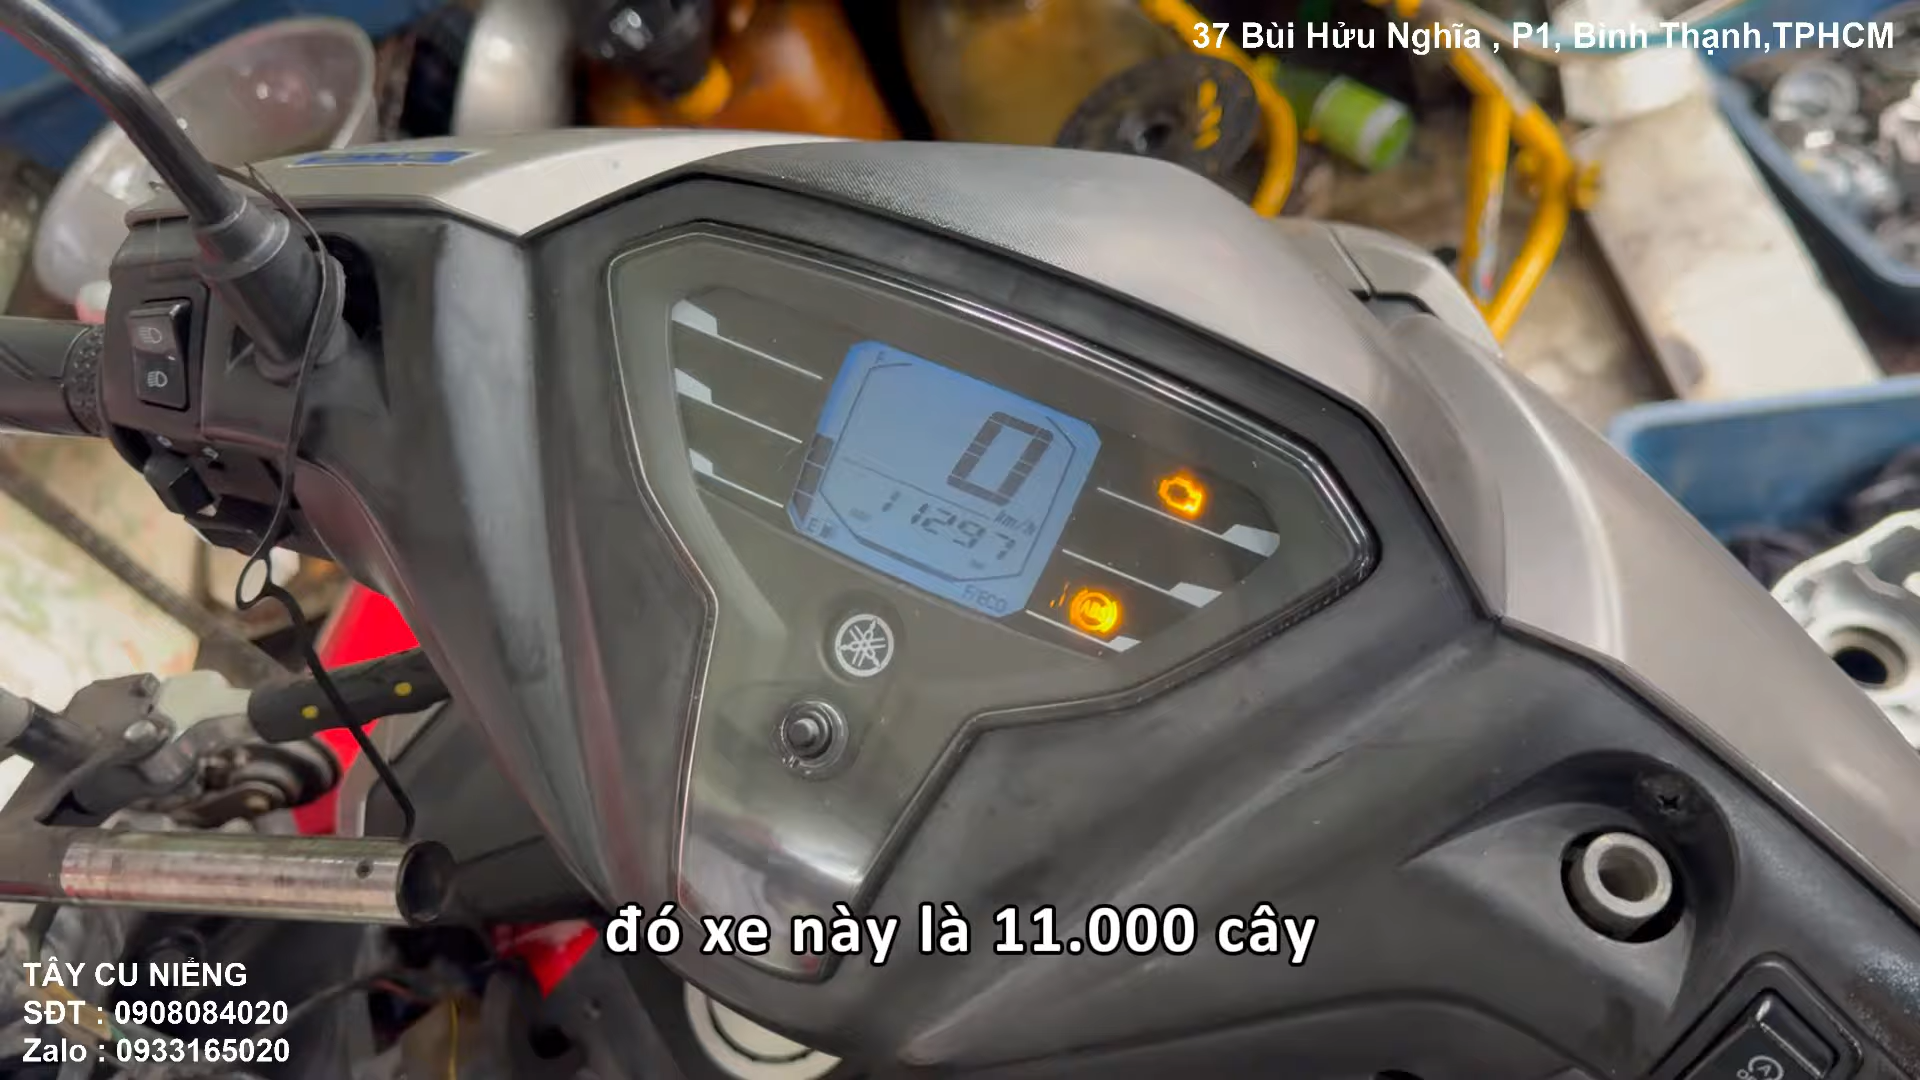 37 Bùi Hửu Nghĩa , P1, Bình Thạnh,TPHCM
F
0
km/h
11297
E
F/ECO
ABS
đó xe này là 11.000 cây
TÂY CU NIỂNG
SĐT : 0908084020
Zalo : 0933165020